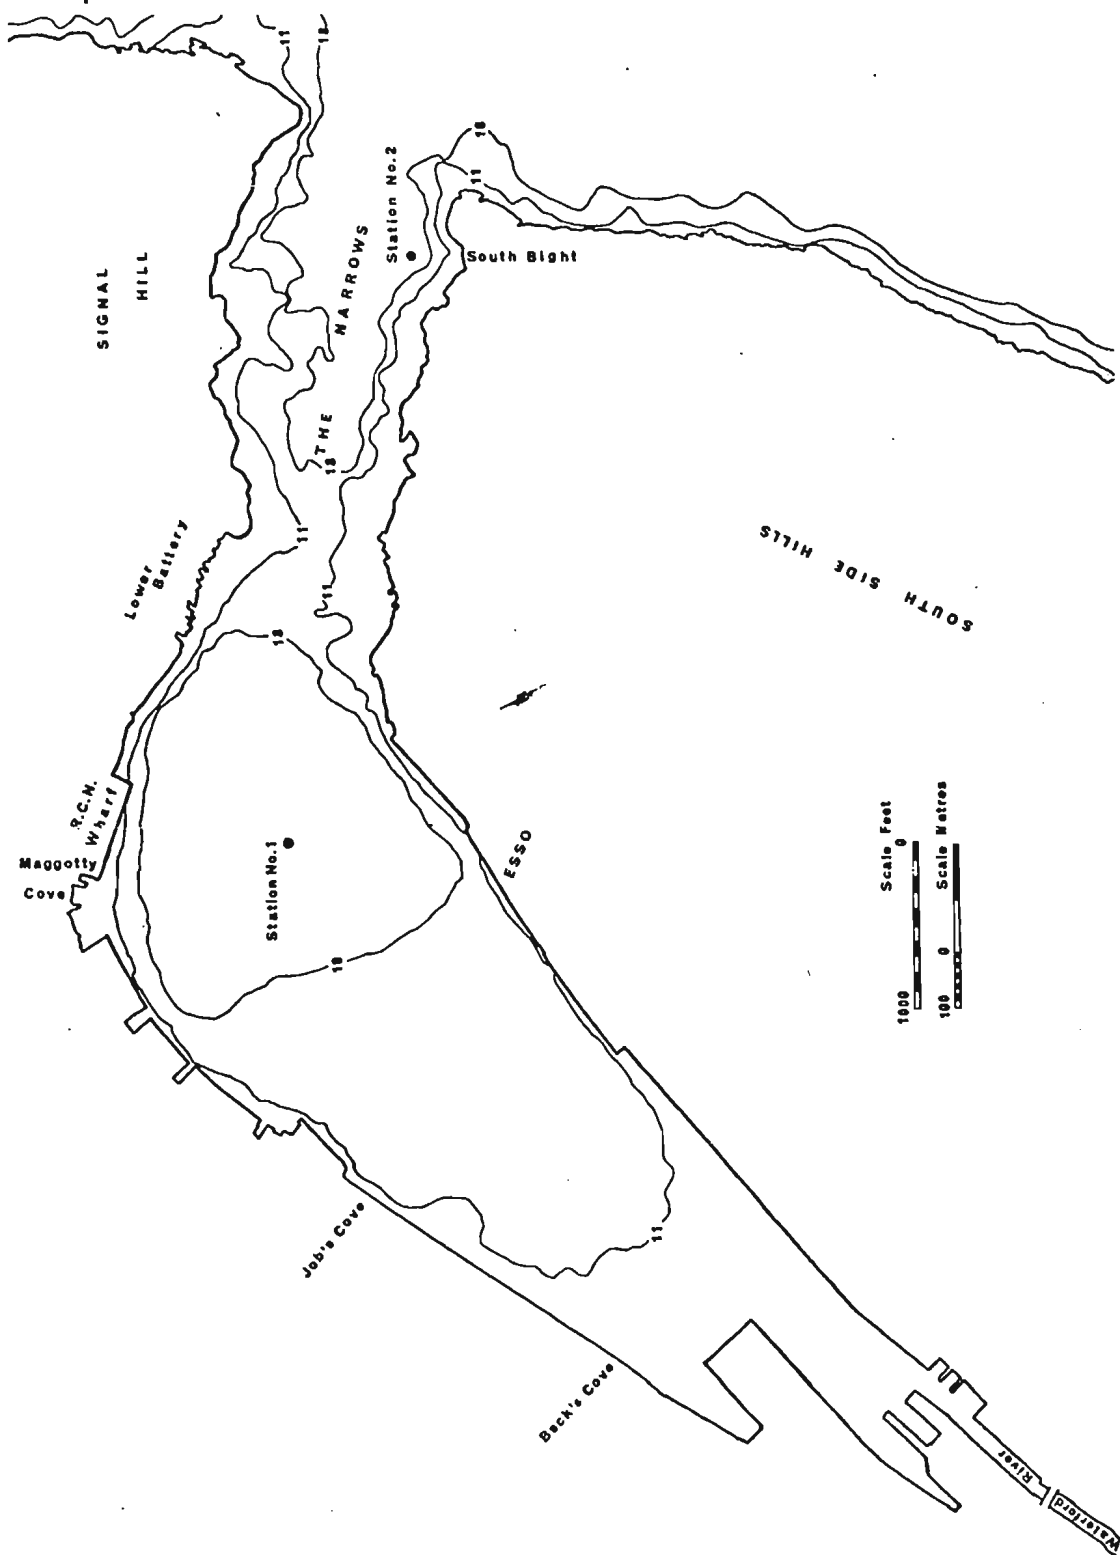 11
18
SIGNAL
HILL
Station No.2
18
11
South Bight
THE NARROWS
18
11
11
Lower
Battery
18
SOUTH SIDE HILLS
R.C.N.
Wharf
Maggotty
Cove
Station No.1
ESSO
18
Scale Feet
1000 0
Scale Metres
100 0
Job's Cove
11
Beck's Cove
Waterford
River